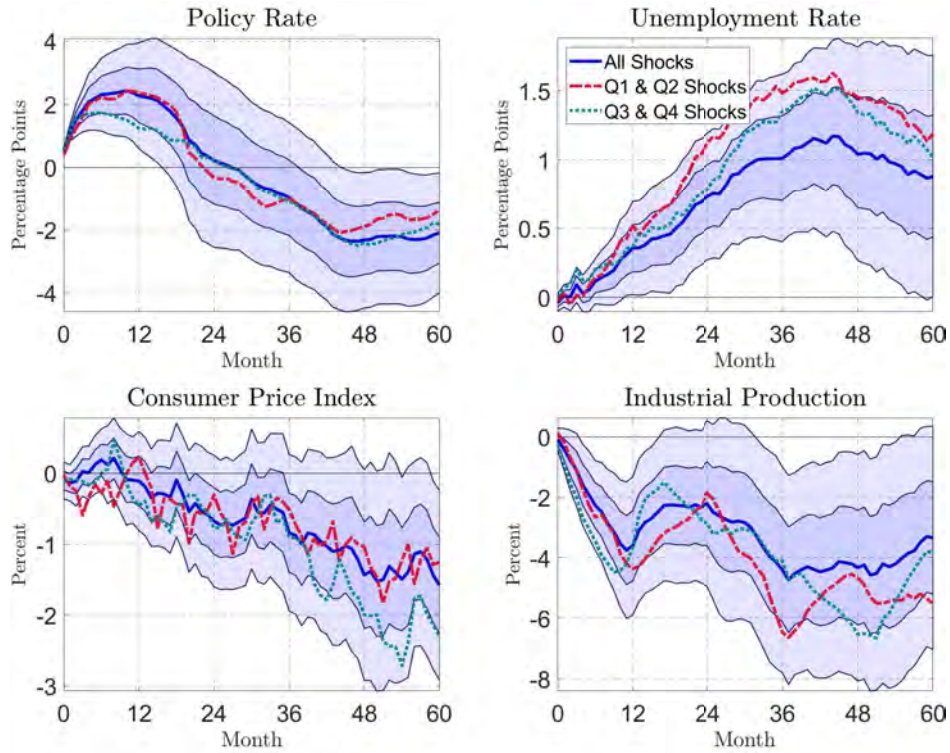 Policy Rate
Percentage Points
4
2
0
-2
-4
0 12 24 36 48 60
Month
Unemployment Rate
Percentage Points
All Shocks
Q1 & Q2 Shocks
Q3 & Q4 Shocks
1.5
1
0.5
0
0 12 24 36 48 60
Month
Consumer Price Index
Percent
0
-1
-2
-3
0 12 24 36 48 60
Month
Industrial Production
Percent
0
-2
-4
-6
-8
0 12 24 36 48 60
Month